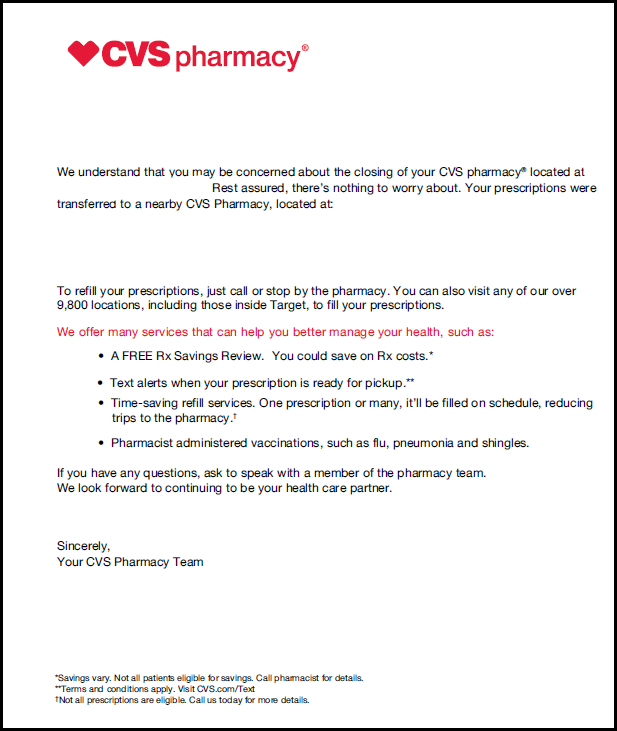 CVS pharmacy®
We understand that you may be concerned about the closing of your CVS pharmacy® located at
Rest assured, there's nothing to worry about. Your prescriptions were
transferred to a nearby CVS Pharmacy, located at:
To refill your prescriptions, just call or stop by the pharmacy. You can also visit any of our over
9,800 locations, including those inside Target, to fill your prescriptions.
We offer many services that can help you better manage your health, such as:
• A FREE Rx Savings Review. You could save on Rx costs.*
• Text alerts when your prescription is ready for pickup.**
• Time-saving refill services. One prescription or many, it'll be filled on schedule, reducing
trips to the pharmacy.†
• Pharmacist administered vaccinations, such as flu, pneumonia and shingles.
If you have any questions, ask to speak with a member of the pharmacy team.
We look forward to continuing to be your health care partner.
Sincerely,
Your CVS Pharmacy Team
*Savings vary. Not all patients eligible for savings. Call pharmacist for details.
**Terms and conditions apply. Visit CVS.com/Text
†Not all prescriptions are eligible. Call us today for more details.